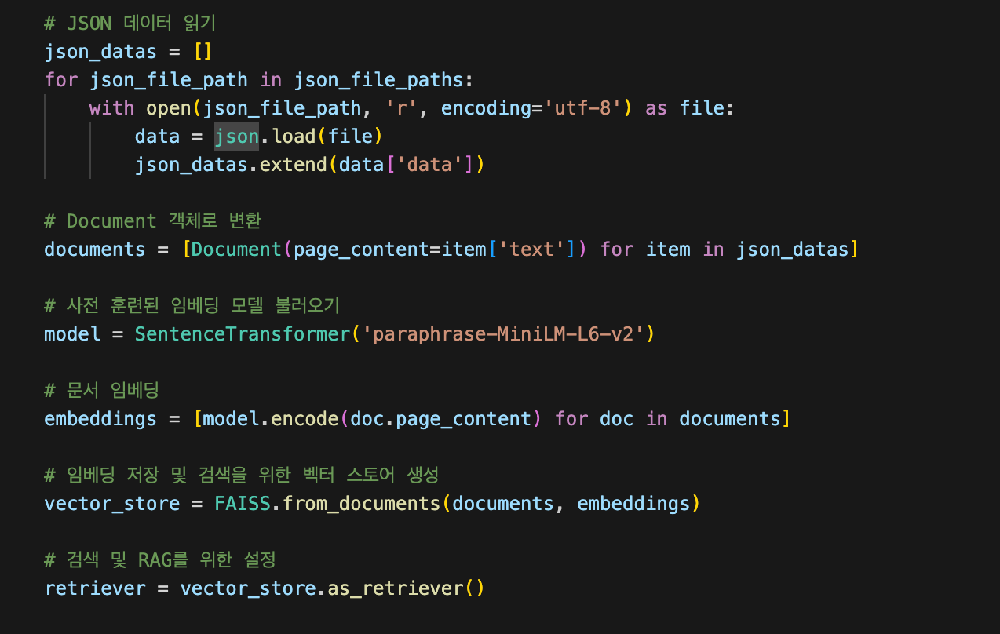 # JSON 데이터 읽기
json_datas = []
for json_file_path in json_file_paths:
    with open(json_file_path, 'r', encoding='utf-8') as file:
        data = json.load(file)
        json_datas.extend(data['data'])

# Document 객체로 변환
documents = [Document(page_content=item['text']) for item in json_datas]

# 사전 훈련된 임베딩 모델 불러오기
model = SentenceTransformer('paraphrase-MiniLM-L6-v2')

# 문서 임베딩
embeddings = [model.encode(doc.page_content) for doc in documents]

# 임베딩 저장 및 검색을 위한 벡터 스토어 생성
vector_store = FAISS.from_documents(documents, embeddings)

# 검색 및 RAG를 위한 설정
retriever = vector_store.as_retriever()